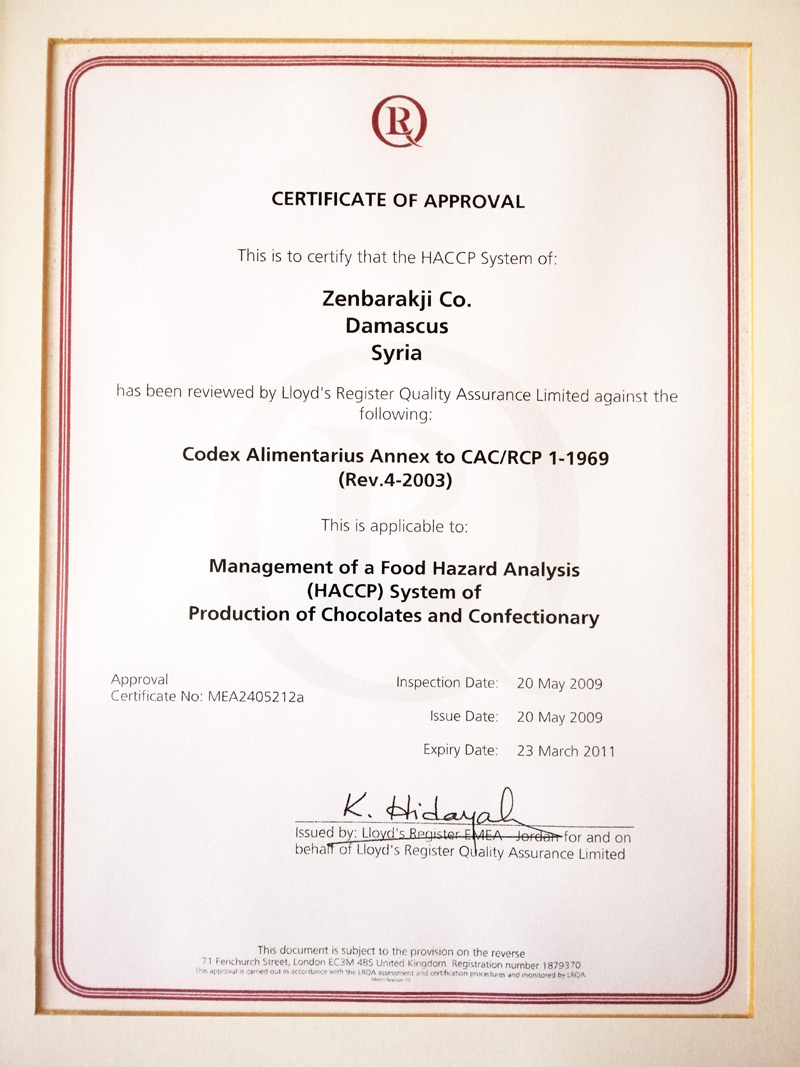 LRQ
CERTIFICATE OF APPROVAL
This is to certify that the HACCP System of:
Zenbarakji Co.
Damascus
Syria
has been reviewed by Lloyd's Register Quality Assurance Limited against the
following:
Codex Alimentarius Annex to CAC/RCP 1-1969
(Rev.4-2003)
This is applicable to:
Management of a Food Hazard Analysis
(HACCP) System of
Production of Chocolates and Confectionary
Approval
Certificate No: MEA2405212a
Inspection Date: 20 May 2009
Issue Date: 20 May 2009
Expiry Date: 23 March 2011
K. Hidayah
Issued by: Lloyd's Register EMEA - Jordan for and on
behalf of Lloyd's Register Quality Assurance Limited
This document is subject to the provision on the reverse
71 Fenchurch Street, London EC3M 4BS United Kingdom. Registration number 1879370
This approval is carried out in accordance with the LRQA assessment and certification procedures and monitored by LRQA.